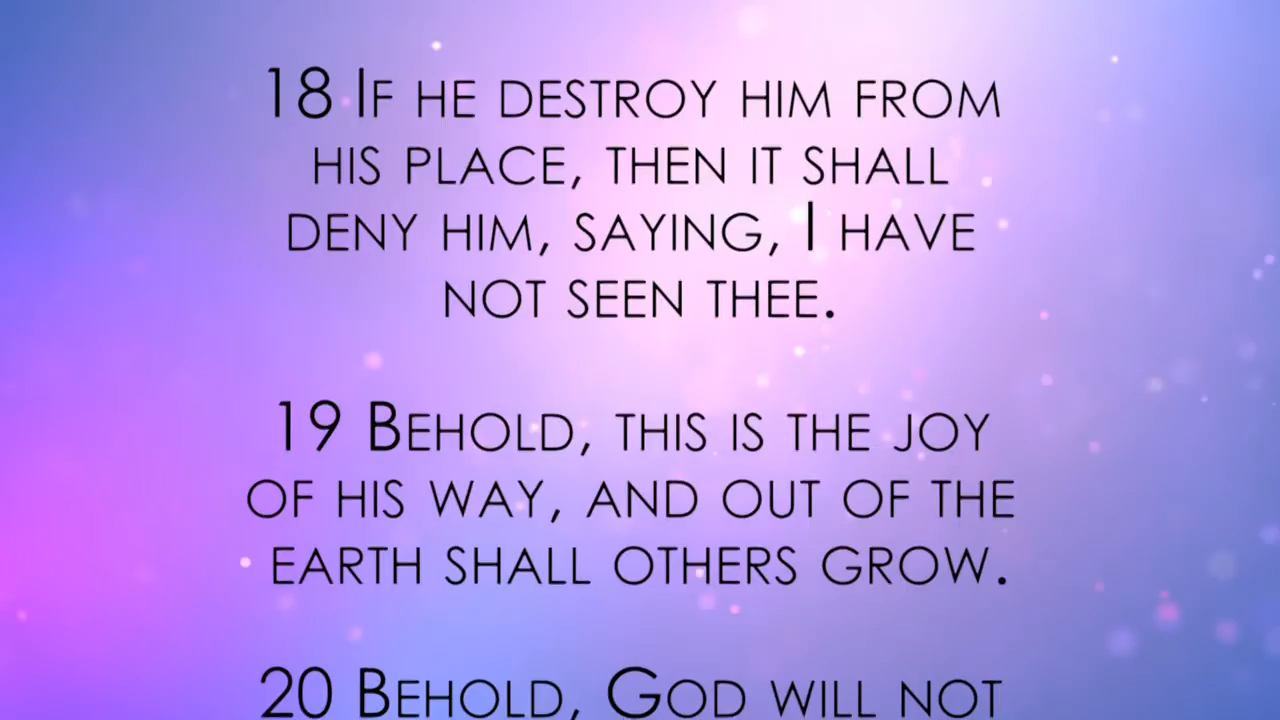 18 If he destroy him from
his place, then it shall
deny him, saying, I have
not seen thee.
19 Behold, this is the joy
of his way, and out of the
earth shall others grow.
20 Behold, God will not